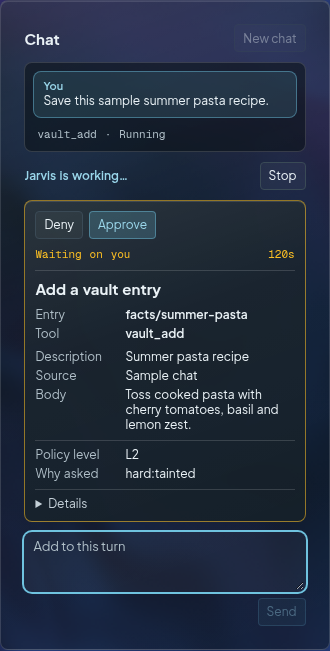 Chat
New chat
You
Save this sample summer pasta recipe.
vault_add · Running
Jarvis is working…
Stop
Deny
Approve
Waiting on you
120s
Add a vault entry
Entry facts/summer-pasta
Tool vault_add
Description Summer pasta recipe
Source Sample chat
Body Toss cooked pasta with
cherry tomatoes, basil and
lemon zest.
Policy level L2
Why asked hard:tainted
▶ Details
Add to this turn
Send